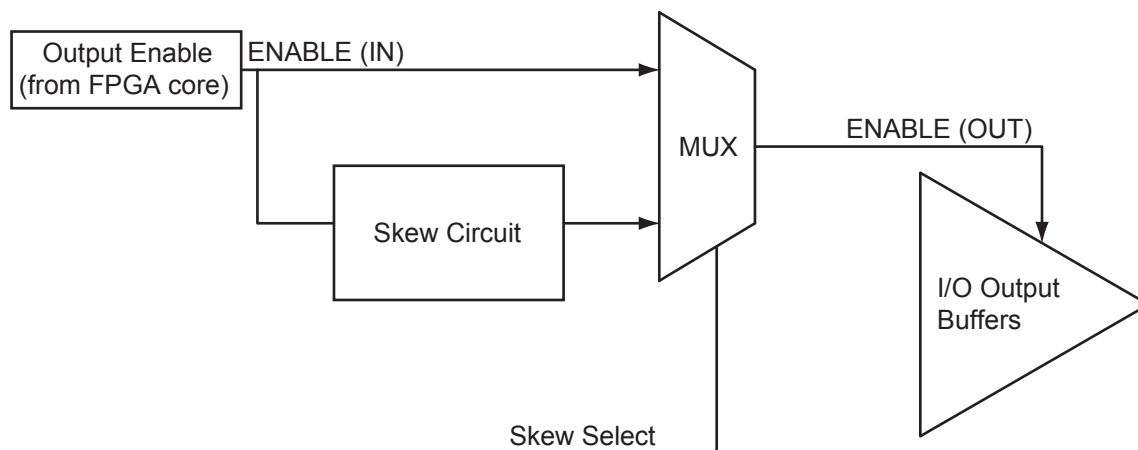 Output Enable
(from FPGA core)
ENABLE (IN)
MUX
ENABLE (OUT)
Skew Circuit
I/O Output
Buffers
Skew Select